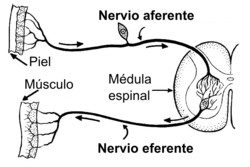 Nervio aferente
Piel
Músculo
Médula
espinal
Nervio eferente